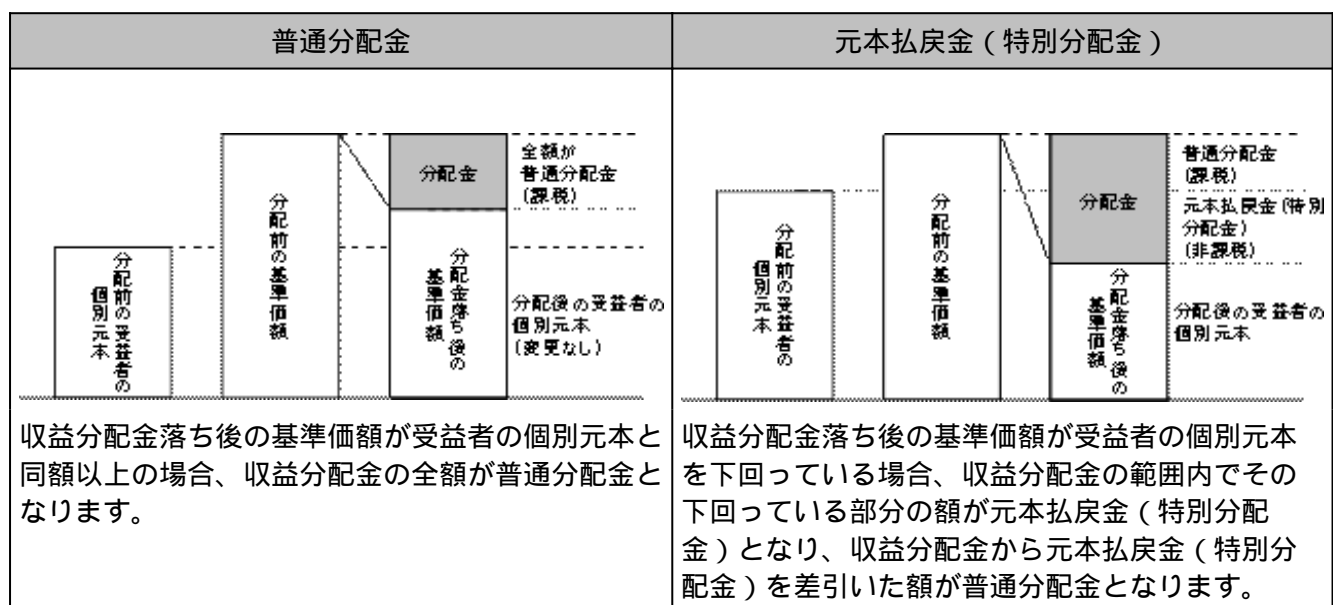 普通分配金
元本払戻金（特別分配金）
分配前の受益者の
個別元本
分配前の基準価額
分配金
分配金落ち後の
基準価額
全額が
普通分配金
(課税)
分配後の受益者の
個別元本
(変更なし)
分配前の受益者の
個別元本
分配前の基準価額
分配金
分配金落ち後の
基準価額
普通分配金
(課税)
元本払戻金(特別
分配金)
(非課税)
分配後の受益者の
個別元本
収益分配金落ち後の基準価額が受益者の個別元本と
同額以上の場合、収益分配金の全額が普通分配金と
なります。
収益分配金落ち後の基準価額が受益者の個別元本
を下回っている場合、収益分配金の範囲内でその
下回っている部分の額が元本払戻金（特別分配
金）となり、収益分配金から元本払戻金（特別分
配金）を差引いた額が普通分配金となります。